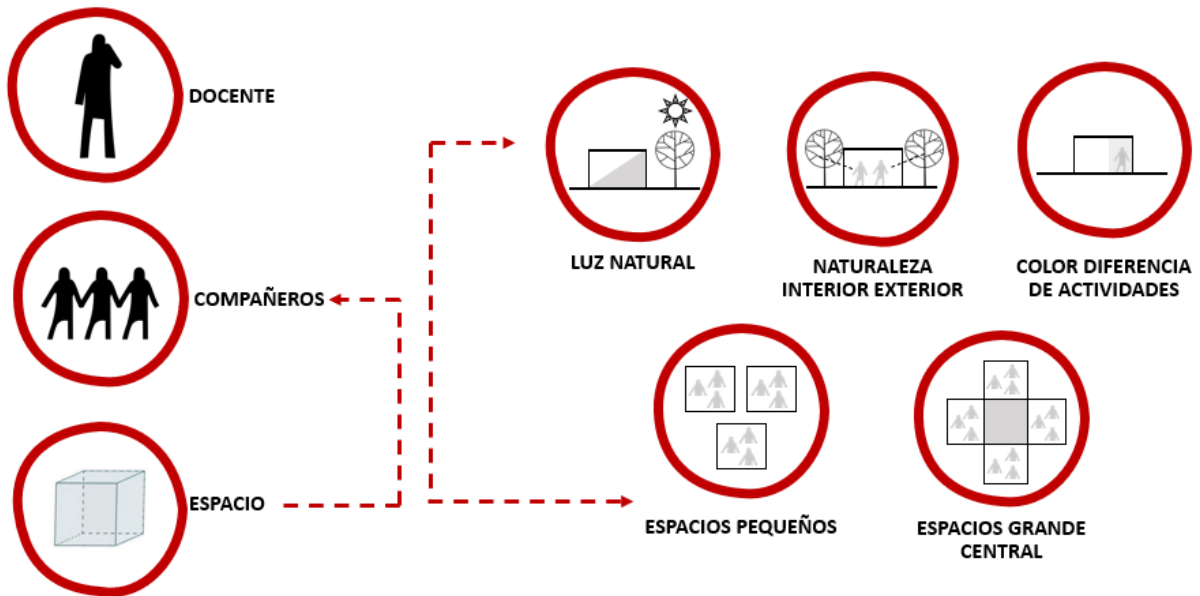 DOCENTE
COMPAÑEROS
ESPACIO
LUZ NATURAL
NATURALEZA
INTERIOR EXTERIOR
COLOR DIFERENCIA
DE ACTIVIDADES
ESPACIOS PEQUEÑOS
ESPACIOS GRANDE
CENTRAL